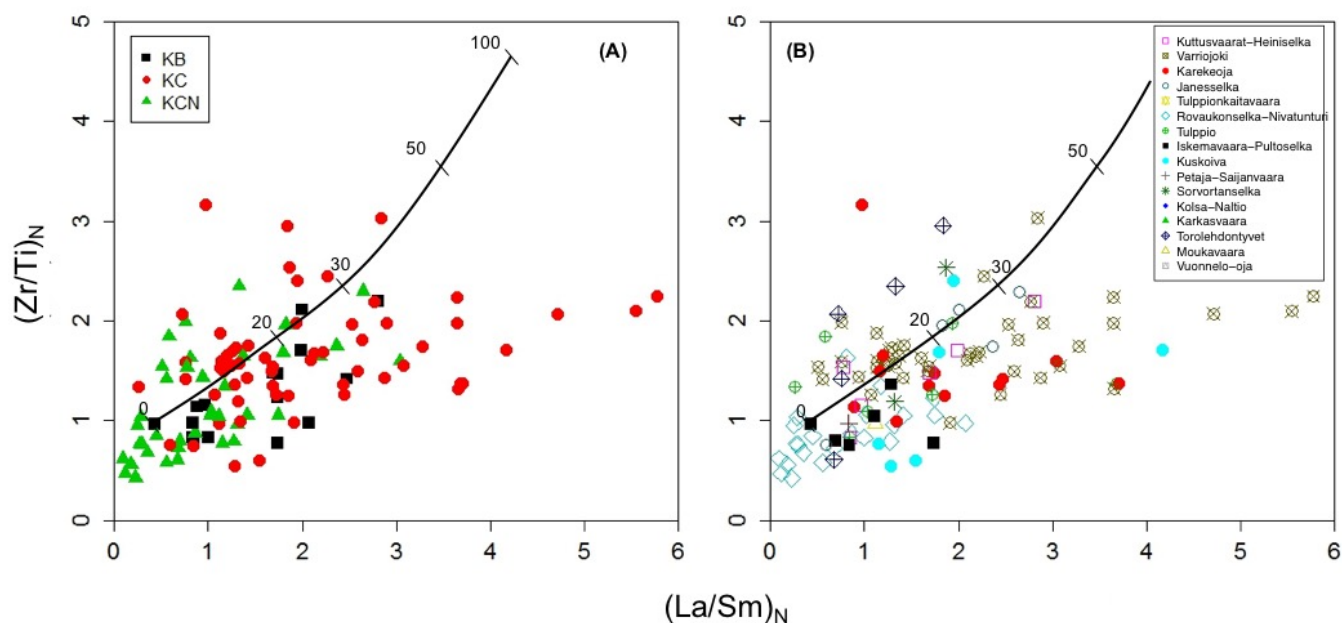 5
4
3
2
1
0
(Zr/Ti)N
KB
KC
KCN
100
(A)
50
30
20
0
0 1 2 3 4 5 6
5
4
3
2
1
0
(B)
50
30
20
0
Kuttusvaarat–Heiniselka
Varriojoki
Karekeoja
Janesselka
Tulppionkaitavaara
Rovaukonselka–Nivatunturi
Tulppio
Iskemavaara–Pultoselka
Kuskoiva
Petaja–Saijanvaara
Sorvortanselka
Kolsa–Naltio
Karkasvaara
Torolehdontyvet
Moukavaara
Vuonnelo–oja
0 1 2 3 4 5 6
(La/Sm)N